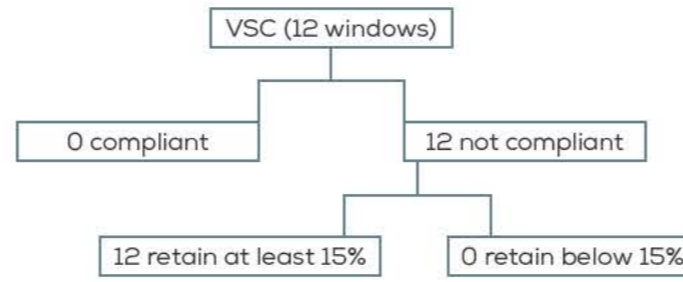 VSC (12 windows)
0 compliant
12 not compliant
12 retain at least 15%
0 retain below 15%